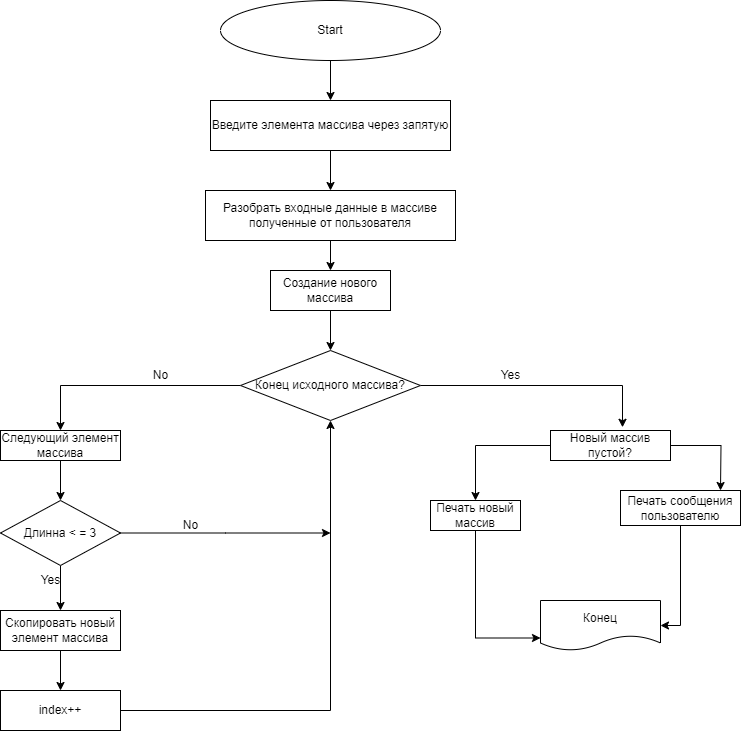 Start
Введите элемента массива через запятую
Разобрать входные данные в массиве
полученные от пользователя
Создание нового
массива
Конец исходного массива?
No
Yes
Следующий элемент
массива
Новый массив
пустой?
Длинна < = 3
No
Печать новый
массив
Печать сообщения
пользователю
Yes
Скопировать новый
элемент массива
Конец
index++